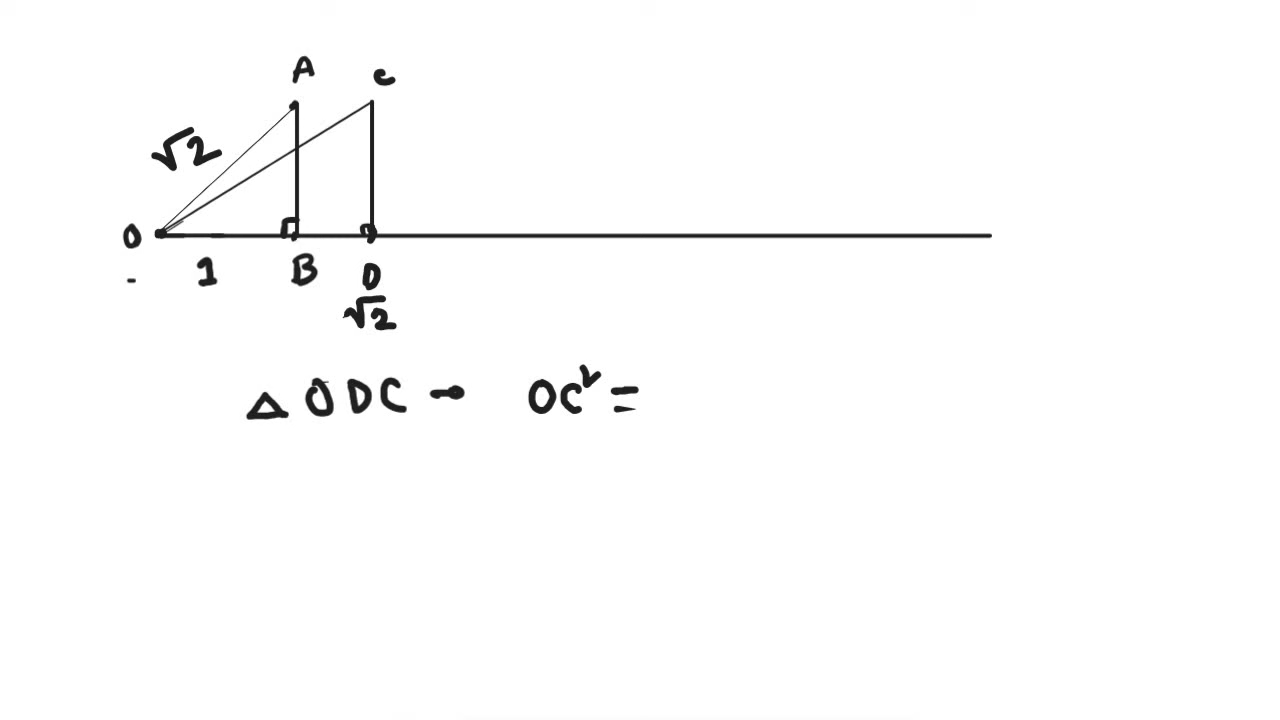 A C
√2
O 1 B D
√2
△ ODC → OC² =